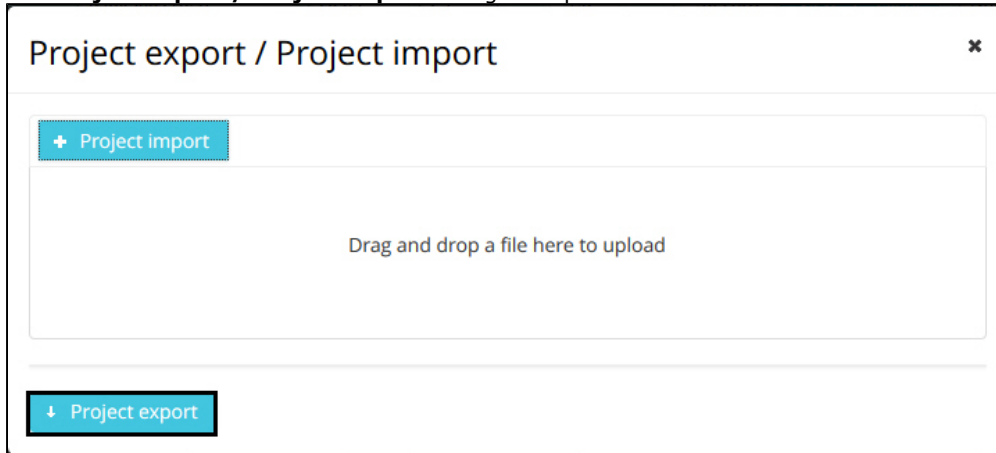 Project export / Project import
Project import
Drag and drop a file here to upload
Project export